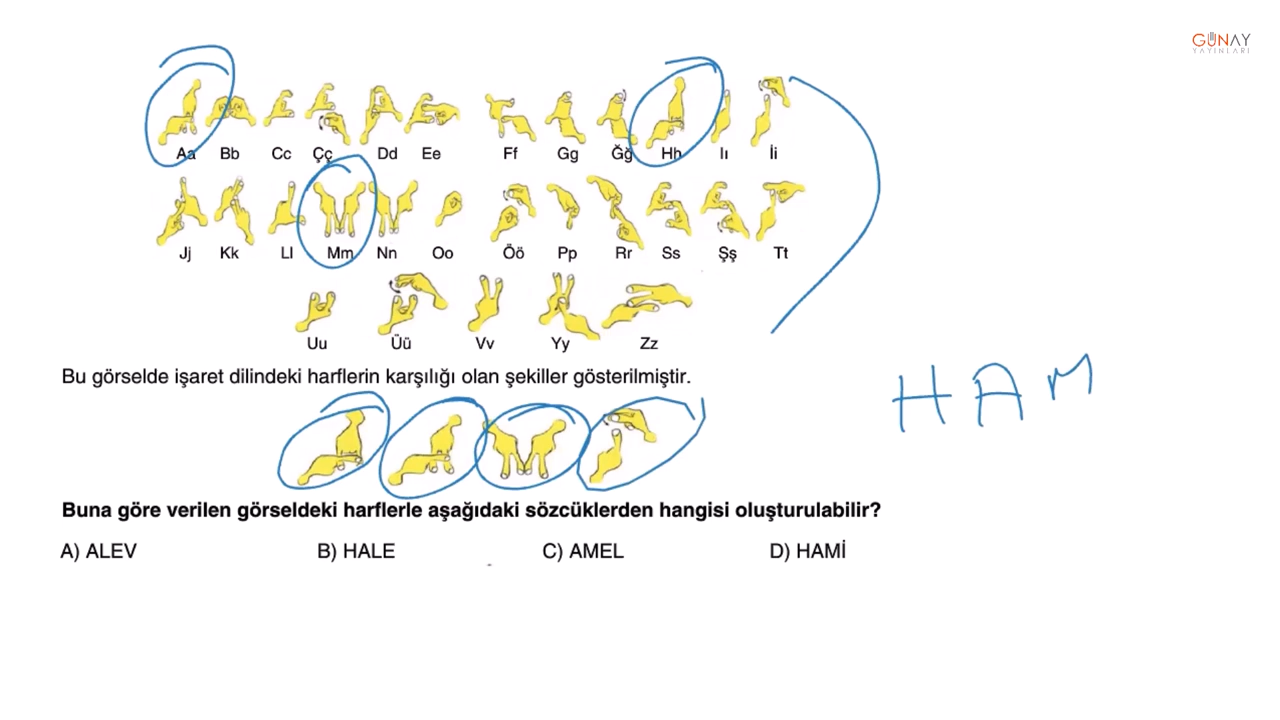 GÜNAY
YAYINLARI
Aa Bb Cc Çç Dd Ee Ff Gg Ğğ Hh Iı İi
Jj Kk Ll Mm Nn Oo Öö Pp Rr Ss Şş Tt
Uu Üü Vv Yy Zz
Bu görselde işaret dilindeki harflerin karşılığı olan şekiller gösterilmiştir.
HAM
Buna göre verilen görseldeki harflerle aşağıdaki sözcüklerden hangisi oluşturulabilir?
A) ALEV B) HALE C) AMEL D) HAMİ